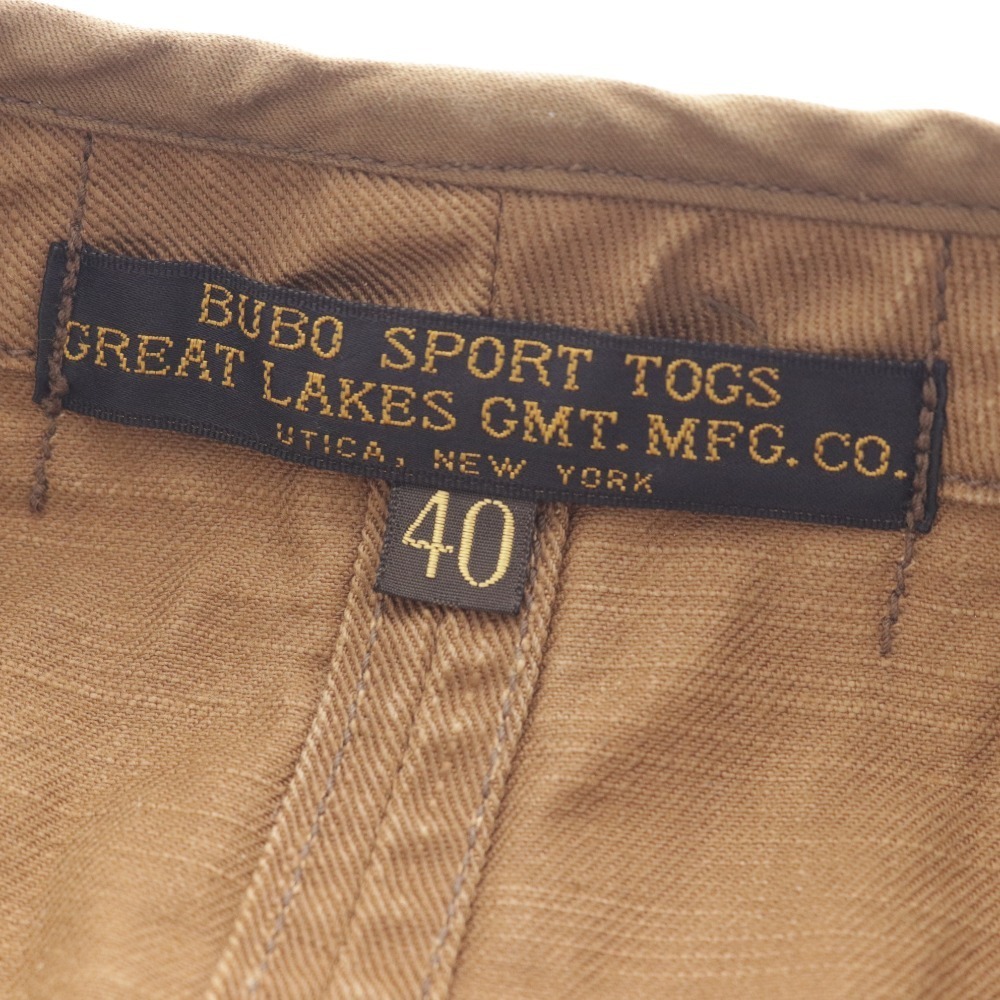 BUBO SPORT TOGS
GREAT LAKES GMT. MFG. CO.
UTICA, NEW YORK
40